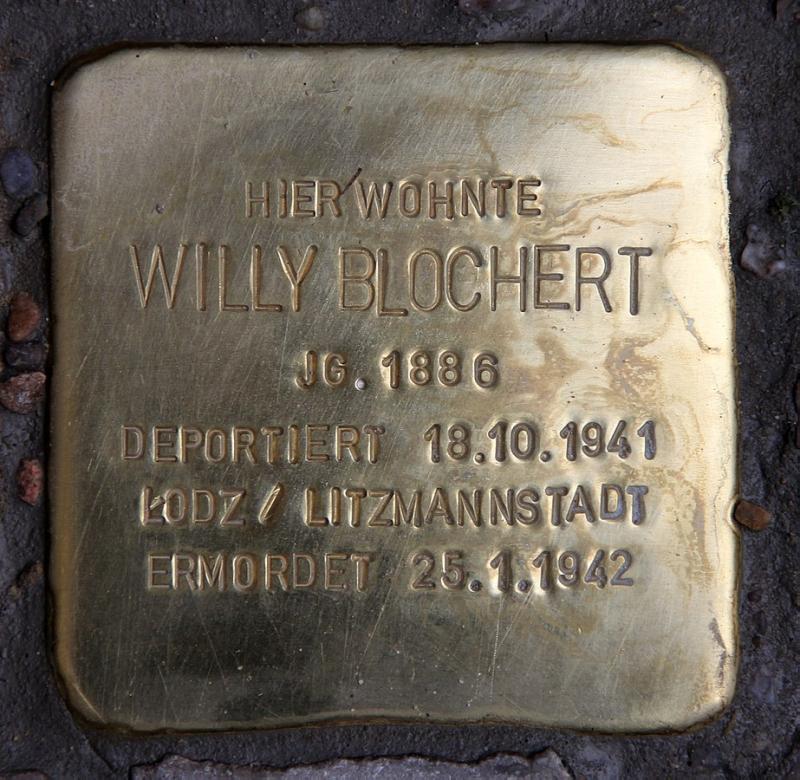 HIER WOHNTE
WILLY BLOCHERT
JG. 1886
DEPORTIERT 18.10.1941
ŁODZ / LITZMANNSTADT
ERMORDET 25.1.1942